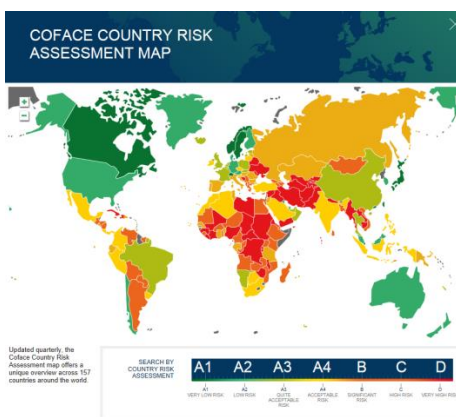 COFACE COUNTRY RISK
ASSESSMENT MAP
Updated quarterly, the
Coface Country Risk
Assessment map offers a
unique overview across 157
countries around the world.
SEARCH BY
COUNTRY RISK
ASSESSMENT
A1 A2 A3 A4 B C D
A1 A2 A3 A4 B C D
VERY LOW RISK LOW RISK QUITE ACCEPTABLE RISK ACCEPTABLE RISK SIGNIFICANT RISK HIGH RISK VERY HIGH RISK